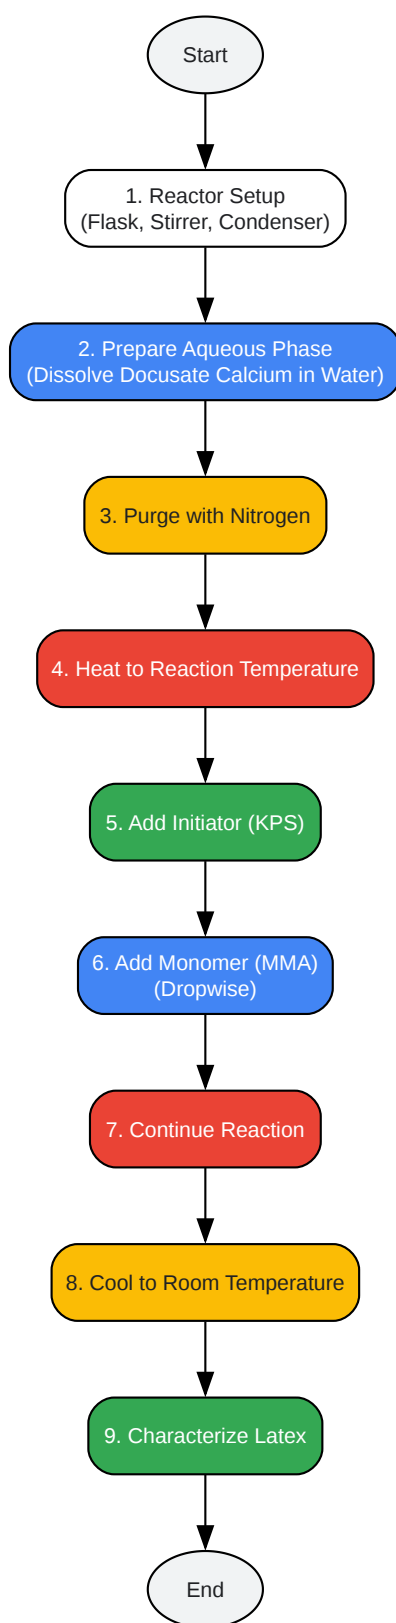 Start
1. Reactor Setup
(Flask, Stirrer, Condenser)
2. Prepare Aqueous Phase
(Dissolve Docusate Calcium in Water)
3. Purge with Nitrogen
4. Heat to Reaction Temperature
5. Add Initiator (KPS)
6. Add Monomer (MMA)
(Dropwise)
7. Continue Reaction
8. Cool to Room Temperature
9. Characterize Latex
End